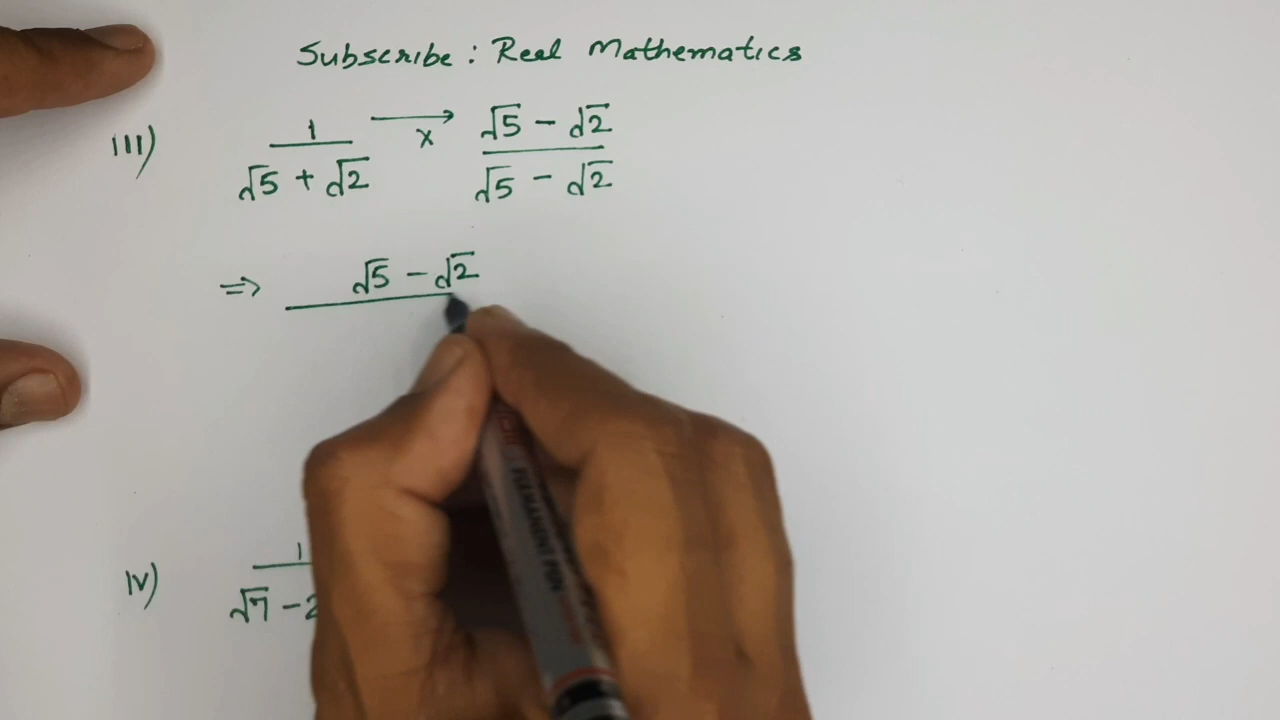 Subscribe : Real Mathematics
III) 1/(√5 + √2) → x (√5 - √2)/(√5 - √2)
⇒ √5 - √2
IV) 1/(√7 - 2